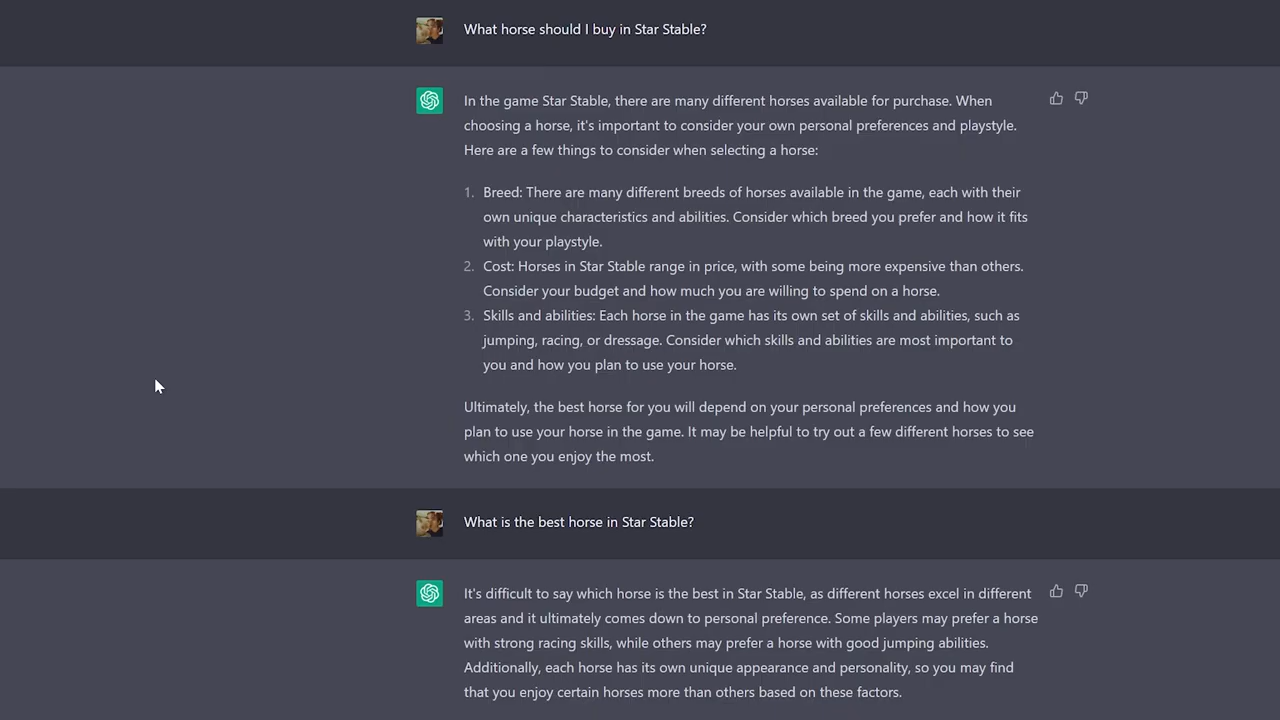 What horse should I buy in Star Stable?
In the game Star Stable, there are many different horses available for purchase. When
choosing a horse, it's important to consider your own personal preferences and playstyle.
Here are a few things to consider when selecting a horse:
1. Breed: There are many different breeds of horses available in the game, each with their
own unique characteristics and abilities. Consider which breed you prefer and how it fits
with your playstyle.
2. Cost: Horses in Star Stable range in price, with some being more expensive than others.
Consider your budget and how much you are willing to spend on a horse.
3. Skills and abilities: Each horse in the game has its own set of skills and abilities, such as
jumping, racing, or dressage. Consider which skills and abilities are most important to
you and how you plan to use your horse.
Ultimately, the best horse for you will depend on your personal preferences and how you
plan to use your horse in the game. It may be helpful to try out a few different horses to see
which one you enjoy the most.
What is the best horse in Star Stable?
It's difficult to say which horse is the best in Star Stable, as different horses excel in different
areas and it ultimately comes down to personal preference. Some players may prefer a horse
with strong racing skills, while others may prefer a horse with good jumping abilities.
Additionally, each horse has its own unique appearance and personality, so you may find
that you enjoy certain horses more than others based on these factors.